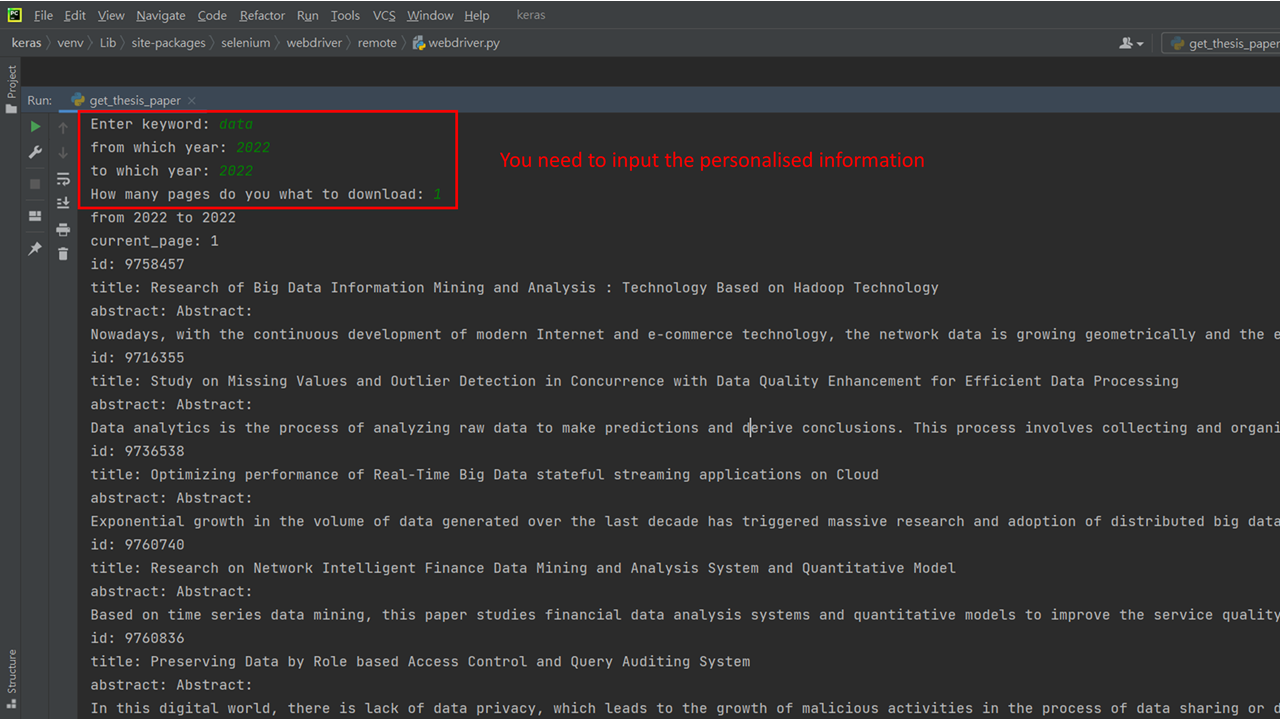 PC
File Edit View Navigate Code Refactor Run Tools VCS Window Help keras
keras venv Lib site-packages selenium webdriver remote webdriver.py
get_thesis_paper
Project
Run: get_thesis_paper
Enter keyword: data
from which year: 2022
to which year: 2022
How many pages do you what to download: 1
You need to input the personalised information
from 2022 to 2022
current_page: 1
id: 9758457
title: Research of Big Data Information Mining and Analysis : Technology Based on Hadoop Technology
abstract: Abstract:
Nowadays, with the continuous development of modern Internet and e-commerce technology, the network data is growing geometrically and the e
id: 9716355
title: Study on Missing Values and Outlier Detection in Concurrence with Data Quality Enhancement for Efficient Data Processing
abstract: Abstract:
Data analytics is the process of analyzing raw data to make predictions and derive conclusions. This process involves collecting and organi
id: 9736538
title: Optimizing performance of Real-Time Big Data stateful streaming applications on Cloud
abstract: Abstract:
Exponential growth in the volume of data generated over the last decade has triggered massive research and adoption of distributed big data
id: 9760740
title: Research on Network Intelligent Finance Data Mining and Analysis System and Quantitative Model
abstract: Abstract:
Based on time series data mining, this paper studies financial data analysis systems and quantitative models to improve the service quality
id: 9760836
title: Preserving Data by Role based Access Control and Query Auditing System
abstract: Abstract:
In this digital world, there is lack of data privacy, which leads to the growth of malicious activities in the process of data sharing or d
Structure